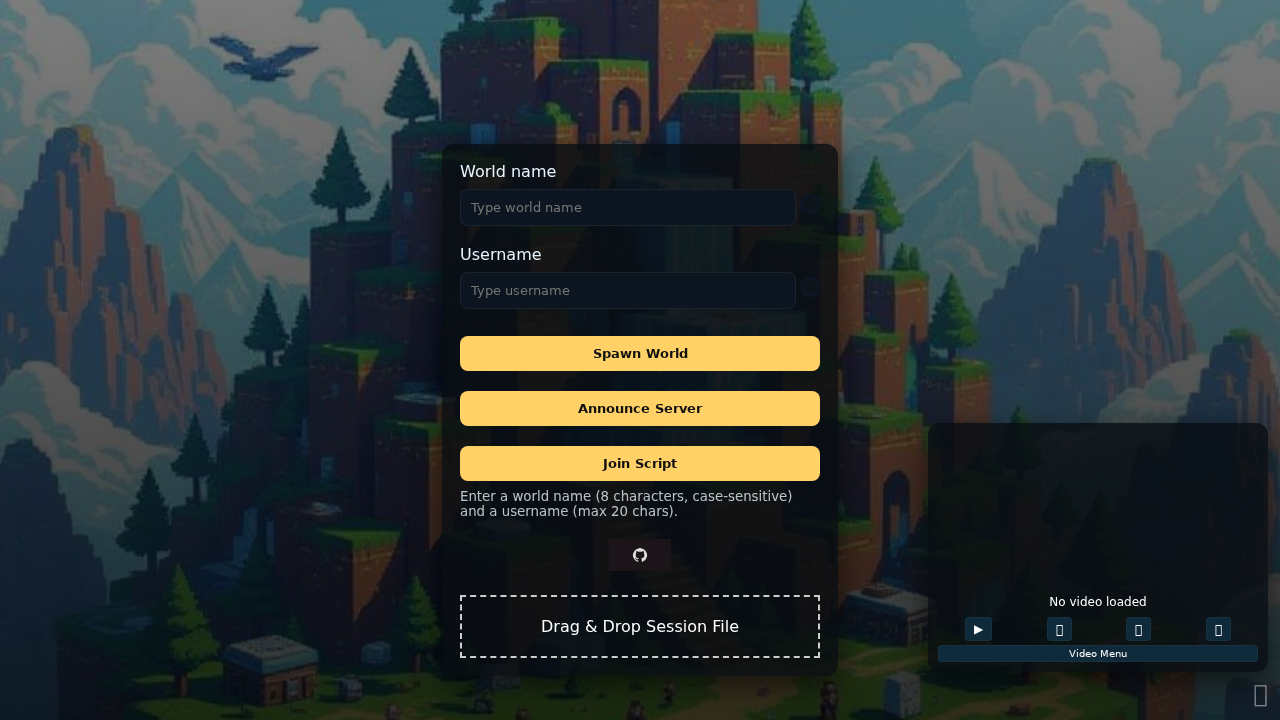 World name
Type world name
Username
Type username
Spawn World
Announce Server
Join Script
Enter a world name (8 characters, case-sensitive)
and a username (max 20 chars).
Drag & Drop Session File
No video loaded
Video Menu